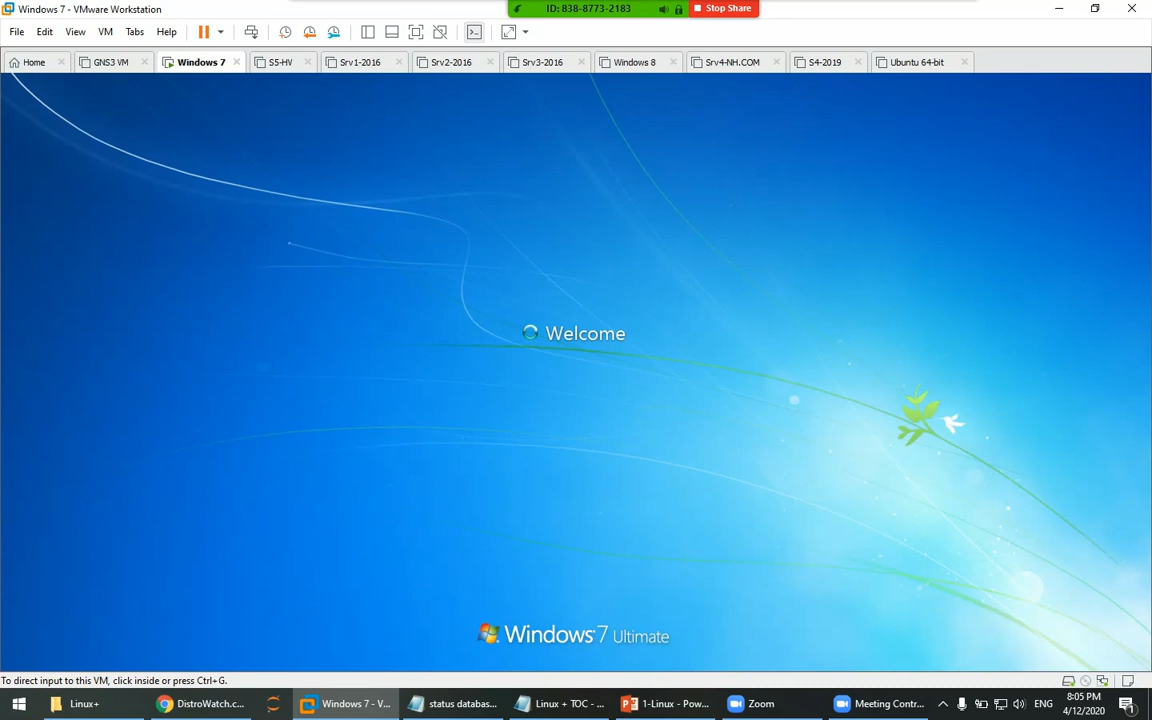 Windows 7 - VMware Workstation
ID: 838-8773-2183
Stop Share
File Edit View VM Tabs Help
Home
GNS3 VM
Windows 7
S5-HV
Srv1-2016
Srv2-2016
Srv3-2016
Windows 8
Srv4-NH.COM
S4-2019
Ubuntu 64-bit
Welcome
Windows 7 Ultimate
To direct input to this VM, click inside or press Ctrl+G.
Linux+
DistroWatch.c...
Windows 7 - V...
status databas...
Linux + TOC - ...
1-Linux - Pow...
Zoom
Meeting Contr...
ENG
8:05 PM
4/12/2020
1